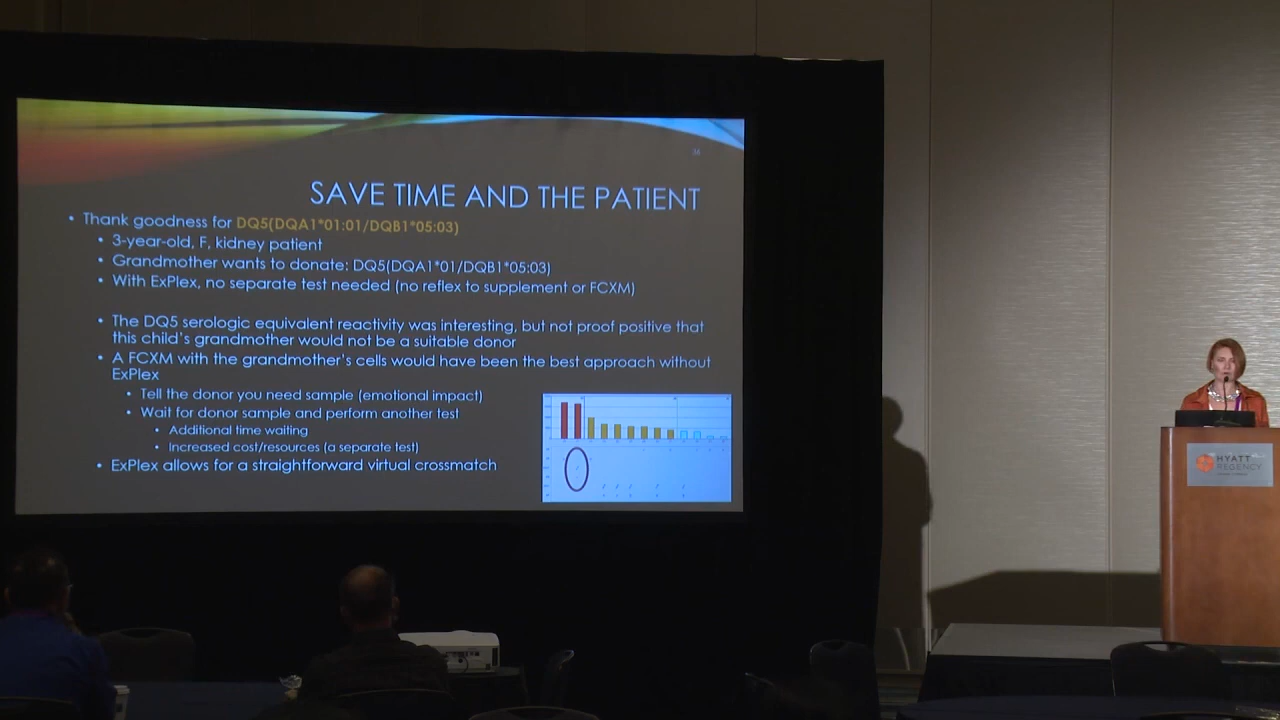 SAVE TIME AND THE PATIENT
• Thank goodness for DQ5(DQA1*01:01/DQB1*05:03)
• 3-year-old, F, kidney patient
• Grandmother wants to donate: DQ5(DQA1*01/DQB1*05:03)
• With ExPlex, no separate test needed (no reflex to supplement or FCXM)
• The DQ5 serologic equivalent reactivity was interesting, but not proof positive that
this child's grandmother would not be a suitable donor
• A FCXM with the grandmother's cells would have been the best approach without
ExPlex
• Tell the donor you need sample (emotional impact)
• Wait for donor sample and perform another test
• Additional time waiting
• Increased cost/resources (a separate test)
• ExPlex allows for a straightforward virtual crossmatch
HYATT
REGENCY